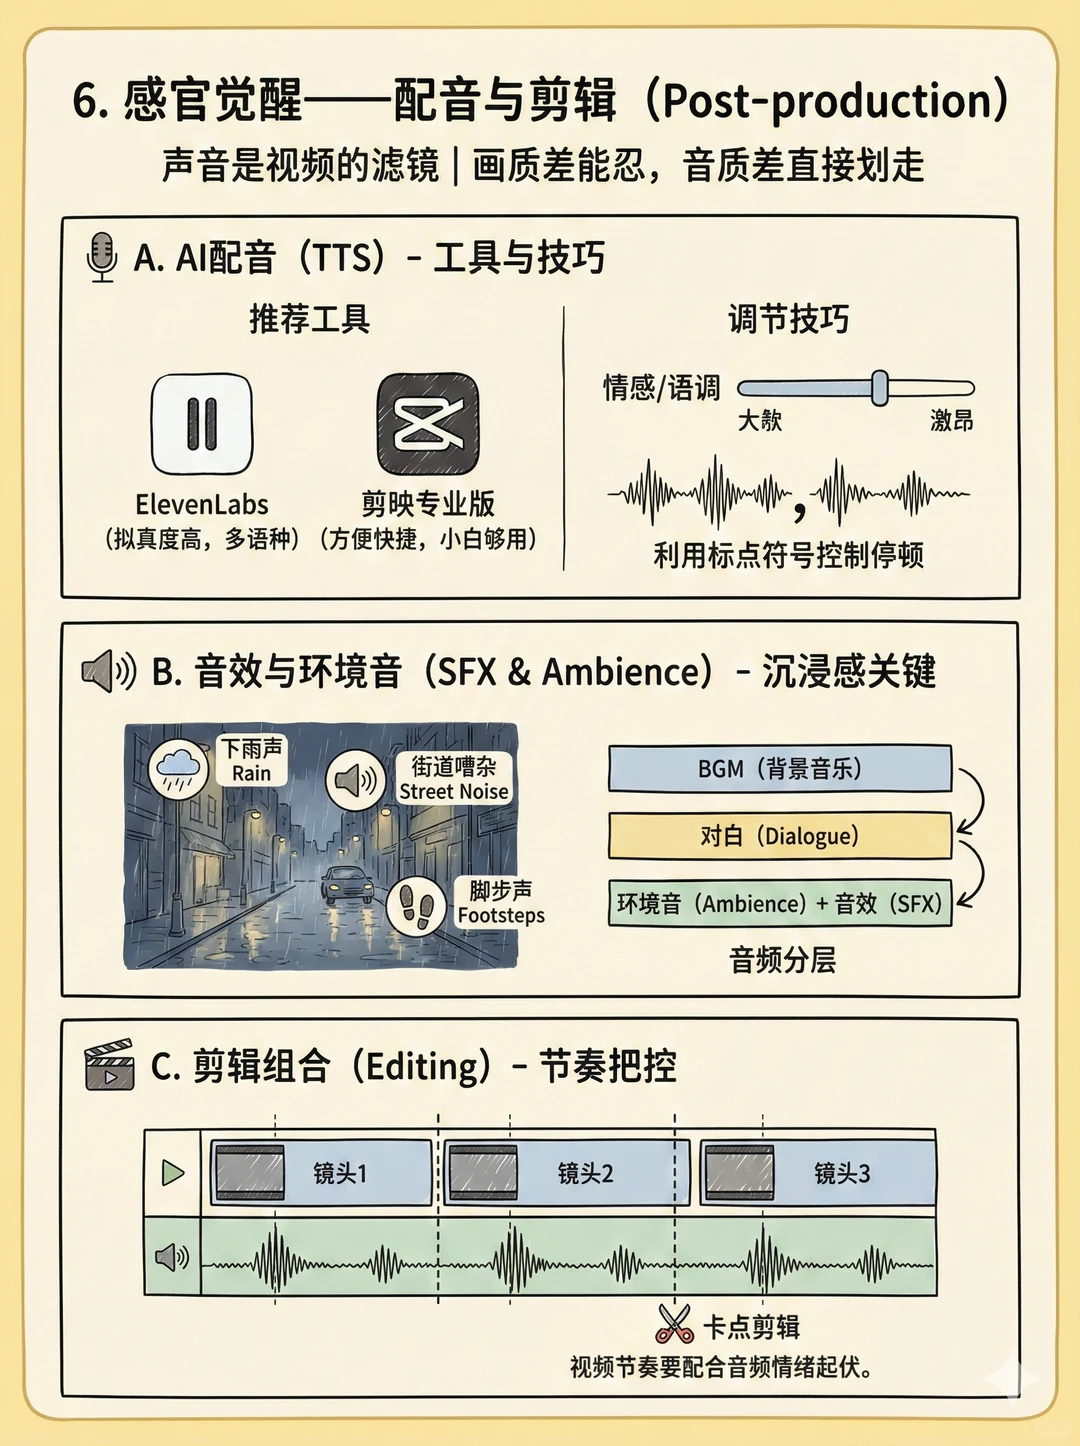 6. 感官觉醒——配音与剪辑（Post-production）
声音是视频的滤镜 | 画质差能忍，音质差直接划走
A. AI配音（TTS）- 工具与技巧
推荐工具
ElevenLabs
（拟真度高，多语种）
剪映专业版
（方便快捷，小白够用）
调节技巧
情感/语调
激昂
，
利用标点符号控制停顿
B. 音效与环境音（SFX & Ambience）- 沉浸感关键
下雨声
Rain
街道嘈杂
Street Noise
脚步声
Footsteps
BGM（背景音乐）
对白（Dialogue）
环境音（Ambience）+ 音效（SFX）
音频分层
C. 剪辑组合（Editing）- 节奏把控
镜头1
镜头2
镜头3
卡点剪辑
视频节奏要配合音频情绪起伏。